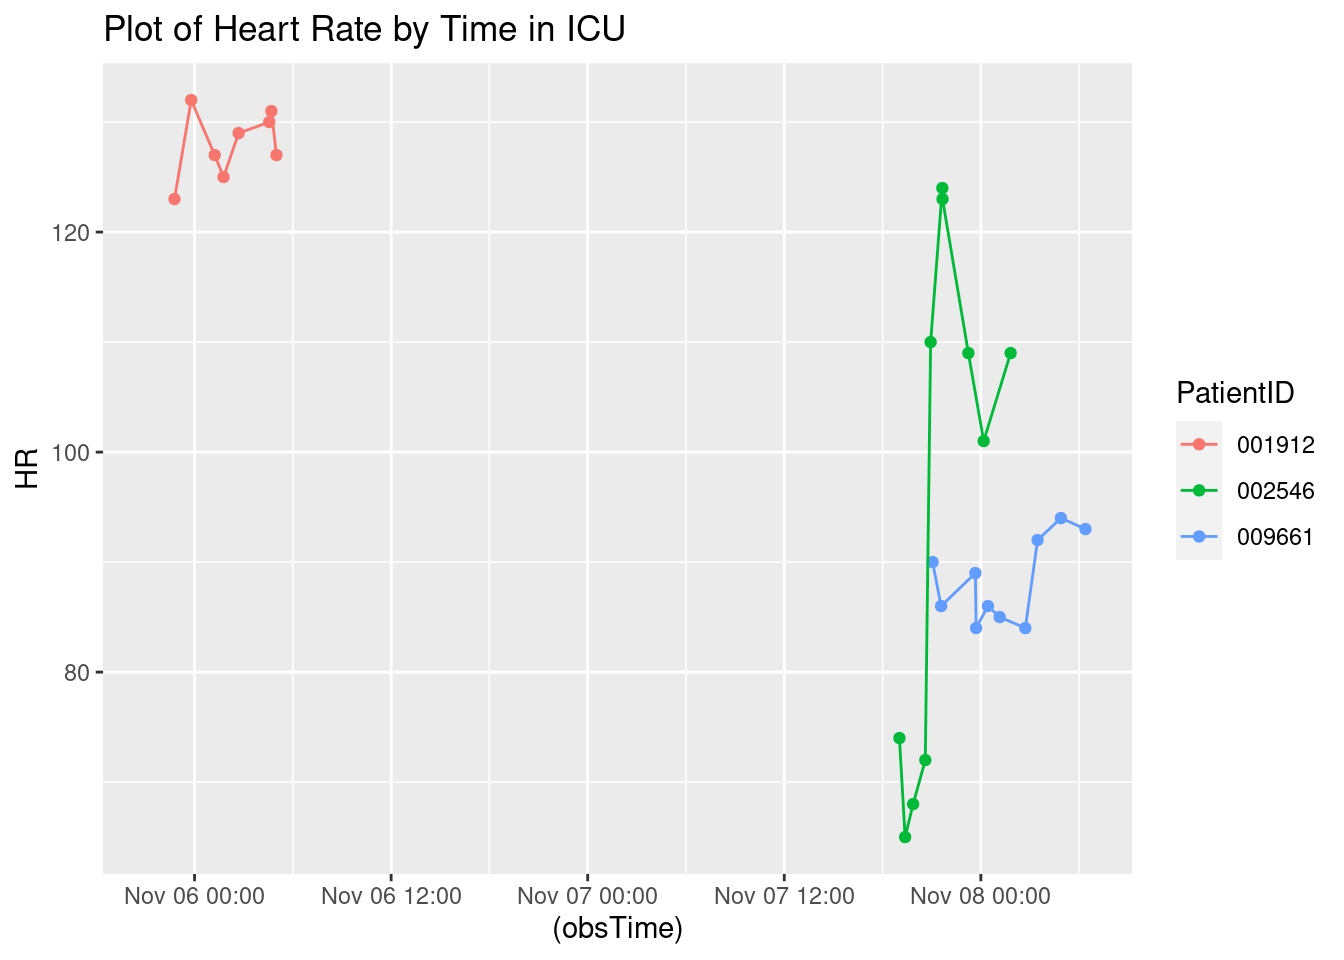 Plot of Heart Rate by Time in ICU
120
100
80
HR
Nov 06 00:00
Nov 06 12:00
Nov 07 00:00
Nov 07 12:00
Nov 08 00:00
(obsTime)
PatientID
001912
002546
009661